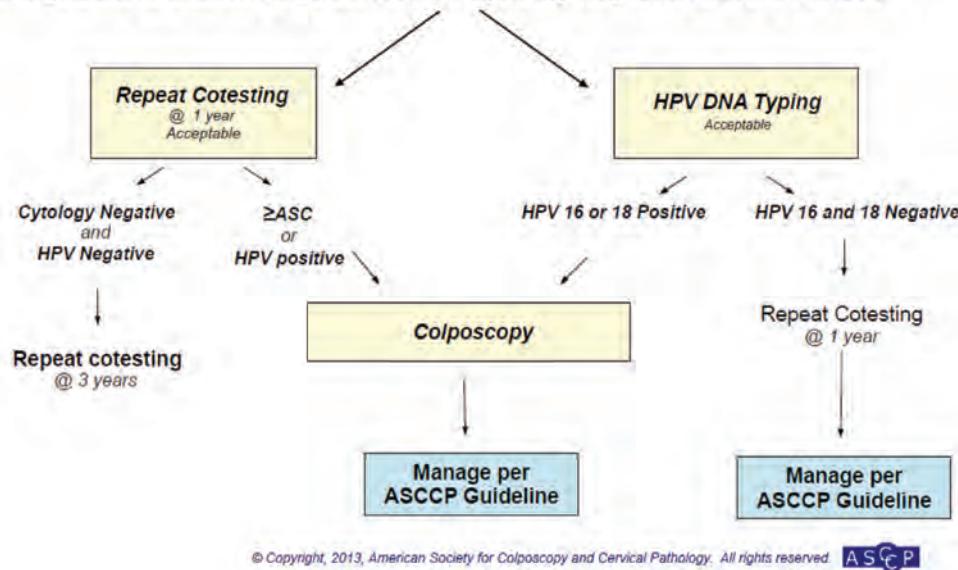 Repeat Cotesting
@ 1 year
Acceptable
HPV DNA Typing
Acceptable
Cytology Negative
and
HPV Negative
≥ASC
or
HPV positive
HPV 16 or 18 Positive
HPV 16 and 18 Negative
Repeat cotesting
@ 3 years
Colposcopy
Repeat Cotesting
@ 1 year
Manage per
ASCCP Guideline
Manage per
ASCCP Guideline
© Copyright, 2013, American Society for Colposcopy and Cervical Pathology. All rights reserved.
ASCCP